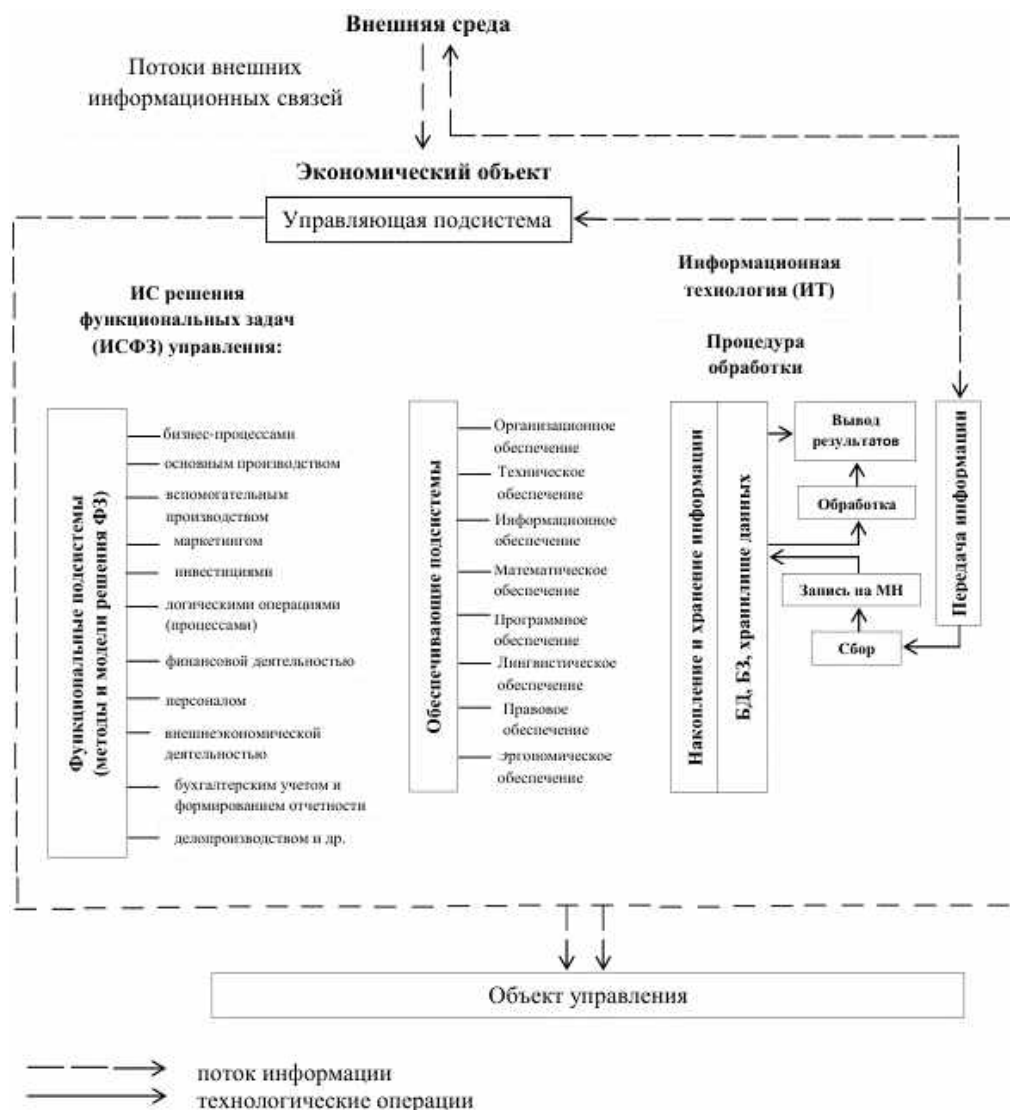 Внешняя среда
Потоки внешних
информационных связей
Экономический объект
Управляющая подсистема
ИС решения
функциональных задач
(ИСФЗ) управления:
Информационная
технология (ИТ)
Процедура
обработки
Функциональные подсистемы
(методы и модели решения ФЗ)
бизнес-процессами
основным производством
вспомогательным
производством
маркетингом
инвестициями
логическими операциями
(процессами)
финансовой деятельностью
персоналом
внешнеэкономической
деятельностью
бухгалтерским учетом и
формированием отчетности
делопроизводством и др.
Обеспечивающие подсистемы
Организационное
обеспечение
Техническое
обеспечение
Информационное
обеспечение
Математическое
обеспечение
Программное
обеспечение
Лингвистическое
обеспечение
Правовое
обеспечение
Эргономическое
обеспечение
Накопление и хранение информации
БД, БЗ, хранилище данных
Вывод
результатов
Обработка
Запись на МН
Сбор
Передача информации
Объект управления
поток информации
технологические операции